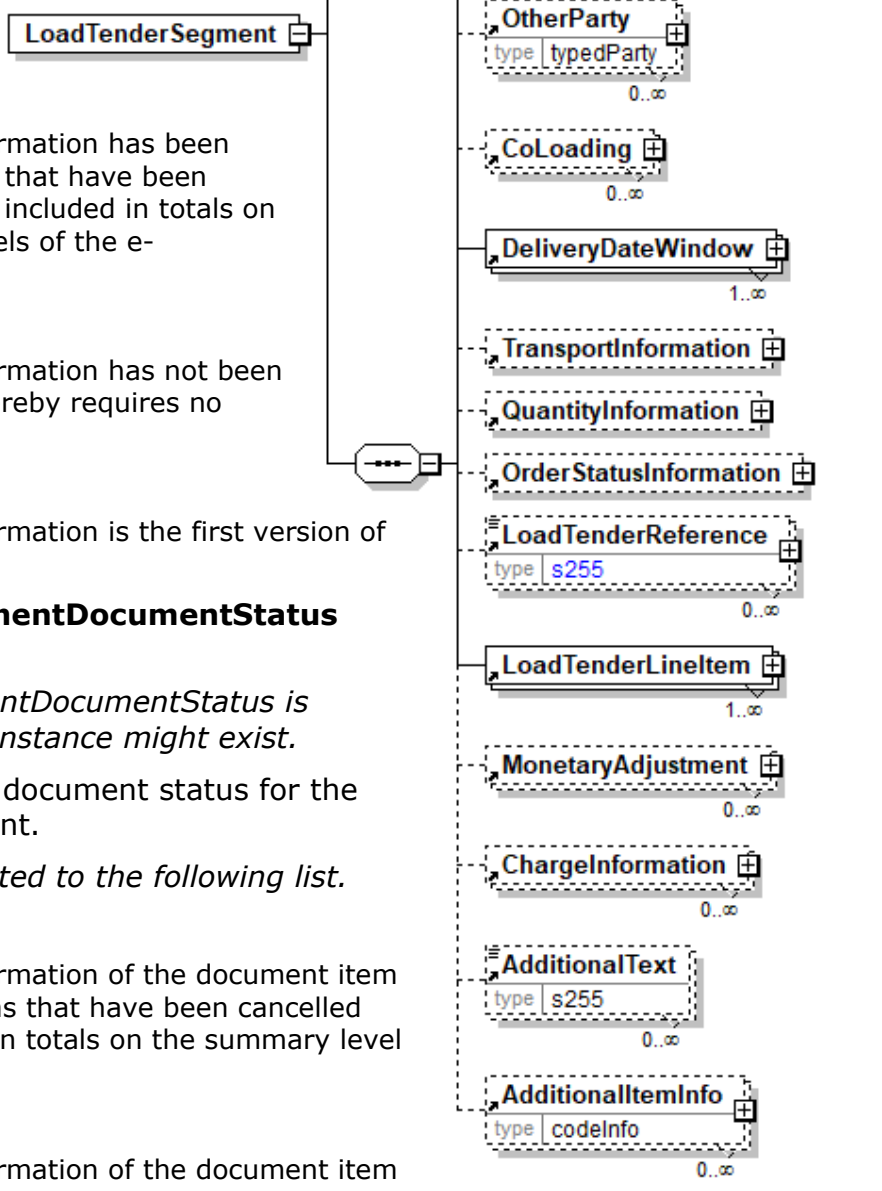 LoadTenderSegment
rmation has been
that have been
included in totals on
els of the e-
rmation has not been
reby requires no
rmation is the first version of
mentDocumentStatus
ntDocumentStatus is
nstance might exist.
document status for the
nt.
ted to the following list.
rmation of the document item
ns that have been cancelled
n totals on the summary level
rmation of the document item
OtherParty
type typedParty
0..∞
CoLoading
0..∞
DeliveryDateWindow
1..∞
TransportInformation
QuantityInformation
OrderStatusInformation
LoadTenderReference
type s255
0..∞
LoadTenderLineItem
1..∞
MonetaryAdjustment
0..∞
ChargeInformation
0..∞
AdditionalText
type s255
0..∞
AdditionalItemInfo
type codeInfo
0..∞